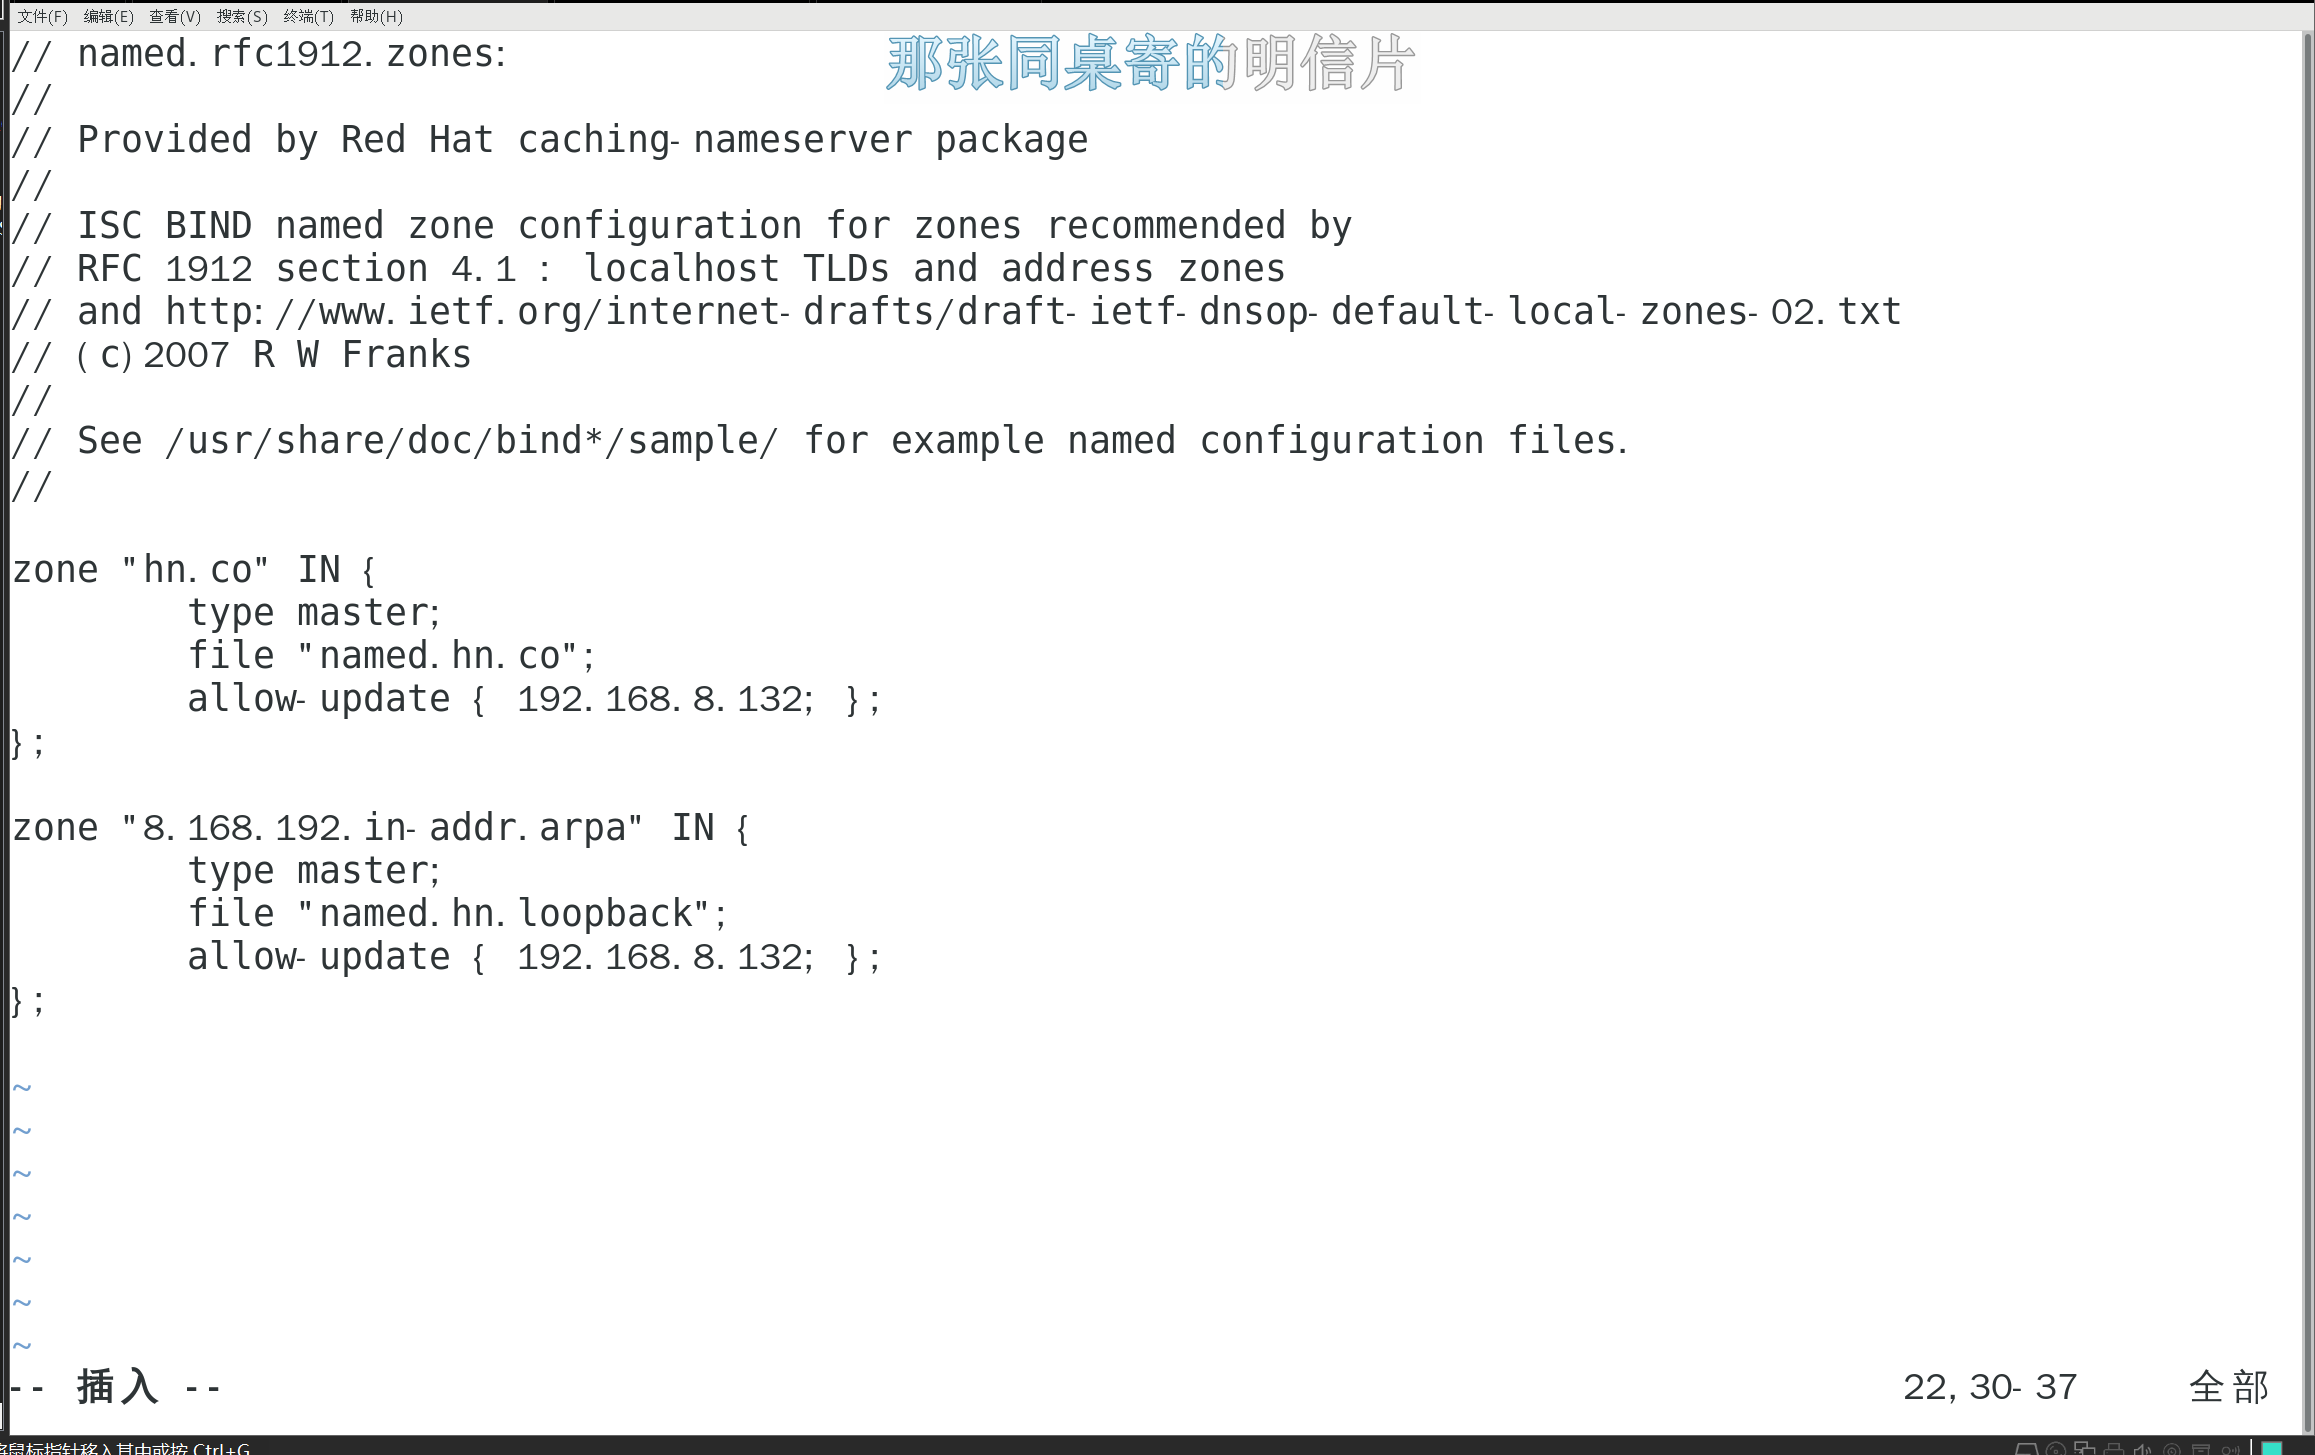 文件(F) 编辑(E) 查看(V) 搜索(S) 终端(T) 帮助(H)
// named.rfc1912.zones:
那张同桌寄的明信片
//
// Provided by Red Hat caching-nameserver package
//
// ISC BIND named zone configuration for zones recommended by
// RFC 1912 section 4.1 : localhost TLDs and address zones
// and http://www.ietf.org/internet-drafts/draft-ietf-dnsop-default-local-zones-02.txt
// (c)2007 R W Franks
//
// See /usr/share/doc/bind*/sample/ for example named configuration files.
//
zone "hn.co" IN {
        type master;
        file "named.hn.co";
        allow-update { 192.168.8.132; };
};
zone "8.168.192.in-addr.arpa" IN {
        type master;
        file "named.hn.loopback";
        allow-update { 192.168.8.132; };
};
~
~
~
~
~
~
~
-- 插入 -- 22,30-37 全部
鼠标指针移入其中或按 Ctrl+G